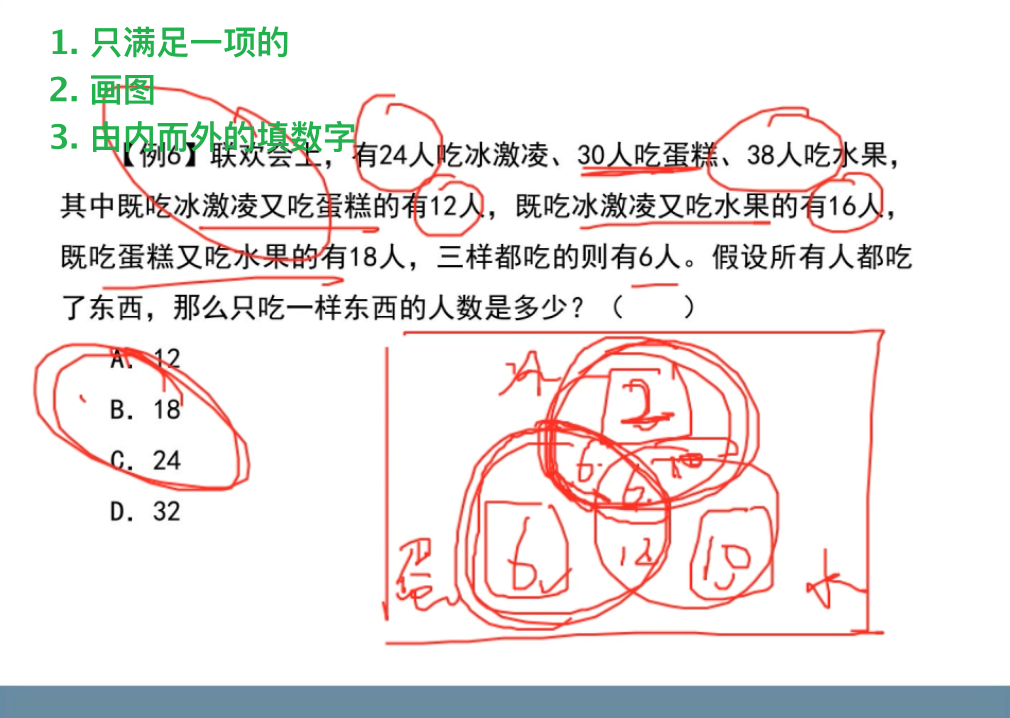 1. 只满足一项的
2. 画图
3. 由内而外的填数字
【例6】联欢会上，有24人吃冰激凌、30人吃蛋糕、38人吃水果，
其中既吃冰激凌又吃蛋糕的有12人，既吃冰激凌又吃水果的有16人，
既吃蛋糕又吃水果的有18人，三样都吃的则有6人。假设所有人都吃
了东西，那么只吃一样东西的人数是多少？（　　）
A. 12
B. 18
C. 24
D. 32
冰
2
6 10
6
6 12 10
蛋 水